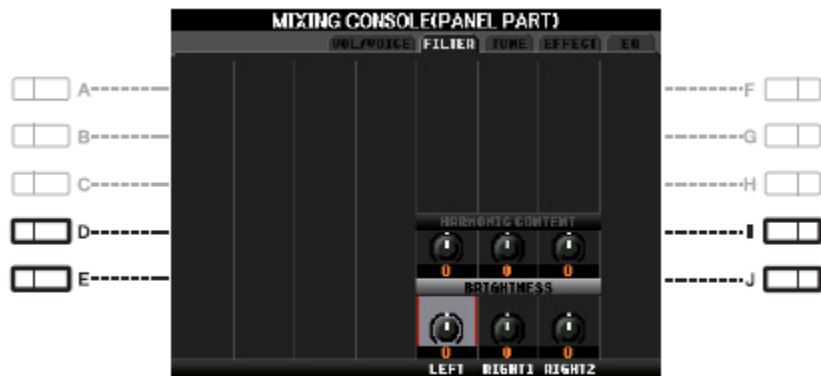 MIXING CONSOLE(PANEL PART)
VOL/VOICE FILTER TUNE EFFECT EQ
A F
B G
C H
HARMONIC CONTENT
D I
0 0 0
E BRIGHTNESS J
0 0 0
LEFT RIGHT1 RIGHT2